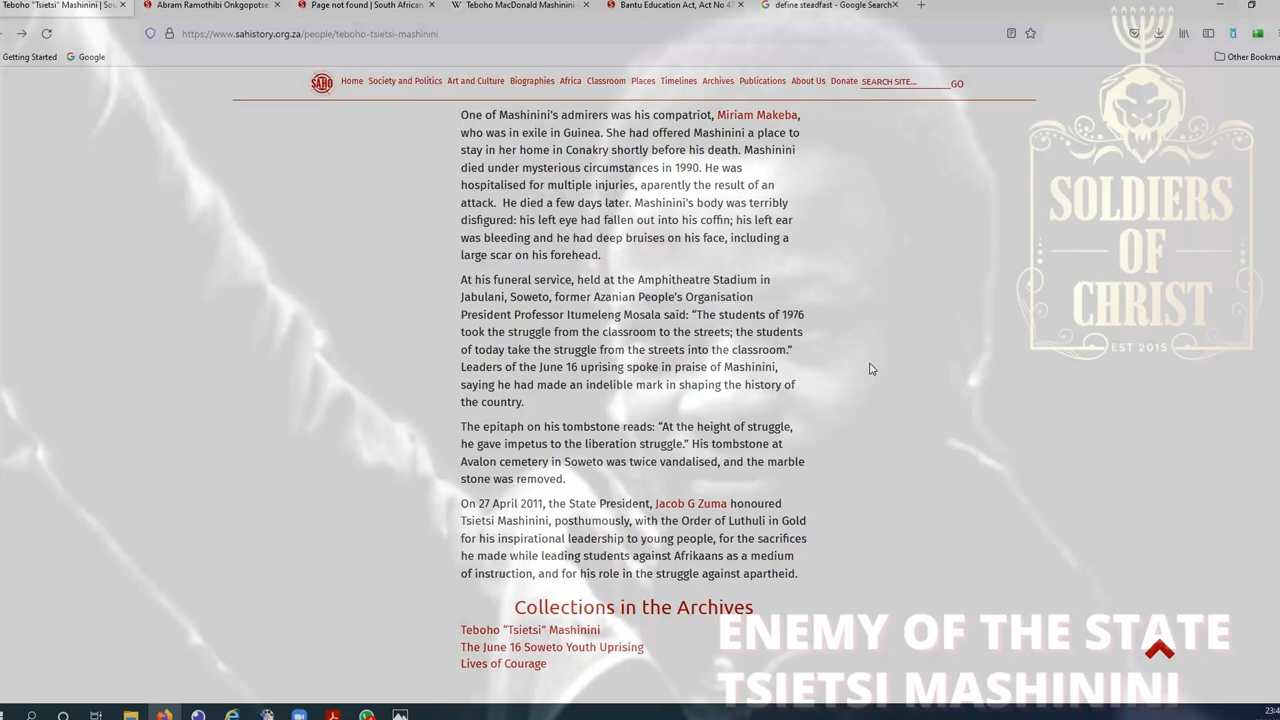 Teboho "Tsietsi" Mashinini | Sou
Abram Ramothibi Onkgopotse
Page not found | South African
Teboho MacDonald Mashinini
Bantu Education Act, Act No 47
define steadfast - Google Search
https://www.sahistory.org.za/people/teboho-tsietsi-mashinini
Getting Started
Google
Other Bookma
SAHO
Home Society and Politics Art and Culture Biographies Africa Classroom Places Timelines Archives Publications About Us Donate SEARCH SITE... GO
One of Mashinini's admirers was his compatriot, Miriam Makeba,
who was in exile in Guinea. She had offered Mashinini a place to
stay in her home in Conakry shortly before his death. Mashinini
died under mysterious circumstances in 1990. He was
hospitalised for multiple injuries, aparently the result of an
attack. He died a few days later. Mashinini's body was terribly
disfigured: his left eye had fallen out into his coffin; his left ear
was bleeding and he had deep bruises on his face, including a
large scar on his forehead.
At his funeral service, held at the Amphitheatre Stadium in
Jabulani, Soweto, former Azanian People's Organisation
President Professor Itumeleng Mosala said: “The students of 1976
took the struggle from the classroom to the streets; the students
of today take the struggle from the streets into the classroom.”
Leaders of the June 16 uprising spoke in praise of Mashinini,
saying he had made an indelible mark in shaping the history of
the country.
The epitaph on his tombstone reads: “At the height of struggle,
he gave impetus to the liberation struggle.” His tombstone at
Avalon cemetery in Soweto was twice vandalised, and the marble
stone was removed.
On 27 April 2011, the State President, Jacob G Zuma honoured
Tsietsi Mashinini, posthumously, with the Order of Luthuli in Gold
for his inspirational leadership to young people, for the sacrifices
he made while leading students against Afrikaans as a medium
of instruction, and for his role in the struggle against apartheid.
Collections in the Archives
Teboho “Tsietsi” Mashinini
The June 16 Soweto Youth Uprising
Lives of Courage
SOLDIERS
OF
CHRIST
EST 2015
ENEMY OF THE STATE
TSIETSI MASHININI